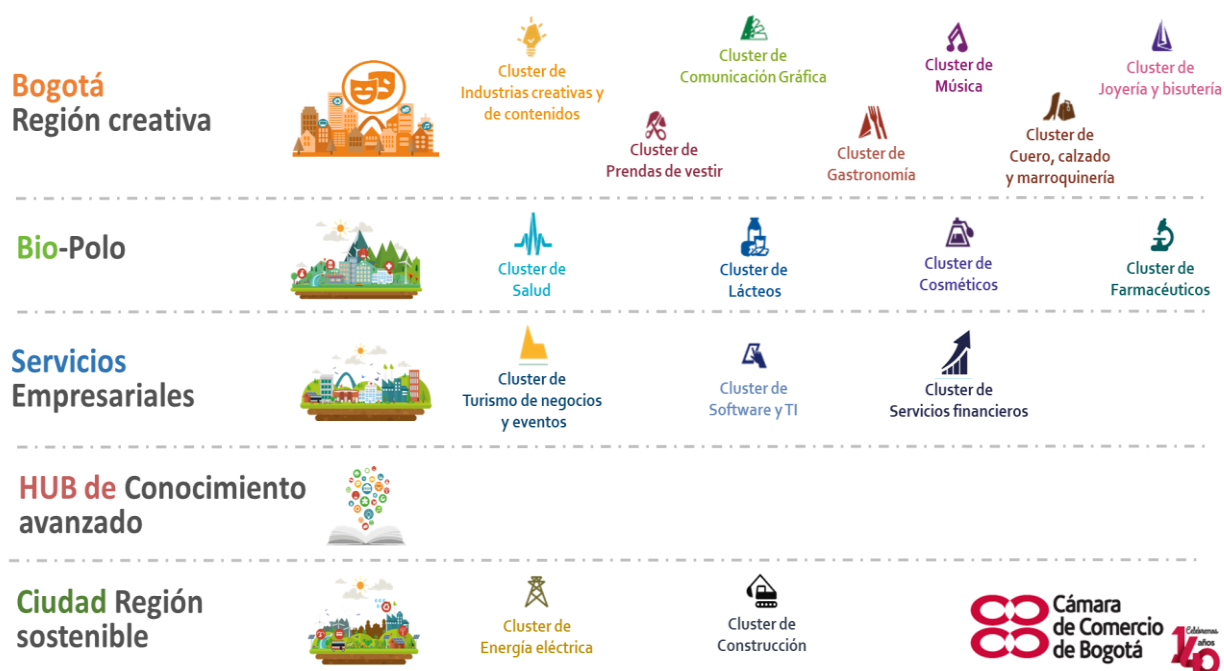 Bogotá
Región creativa
Cluster de
Industrias creativas y
de contenidos
Cluster de
Comunicación Gráfica
Cluster de
Música
Cluster de
Joyería y bisutería
Cluster de
Prendas de vestir
Cluster de
Gastronomía
Cluster de
Cuero, calzado
y marroquinería
Bio-Polo
Cluster de
Salud
Cluster de
Lácteos
Cluster de
Cosméticos
Cluster de
Farmacéuticos
Servicios
Empresariales
Cluster de
Turismo de negocios
y eventos
Cluster de
Software y TI
Cluster de
Servicios financieros
HUB de Conocimiento
avanzado
Ciudad Región
sostenible
Cluster de
Energía eléctrica
Cluster de
Construcción
Cámara
de Comercio
de Bogotá
Celebremos
años
140